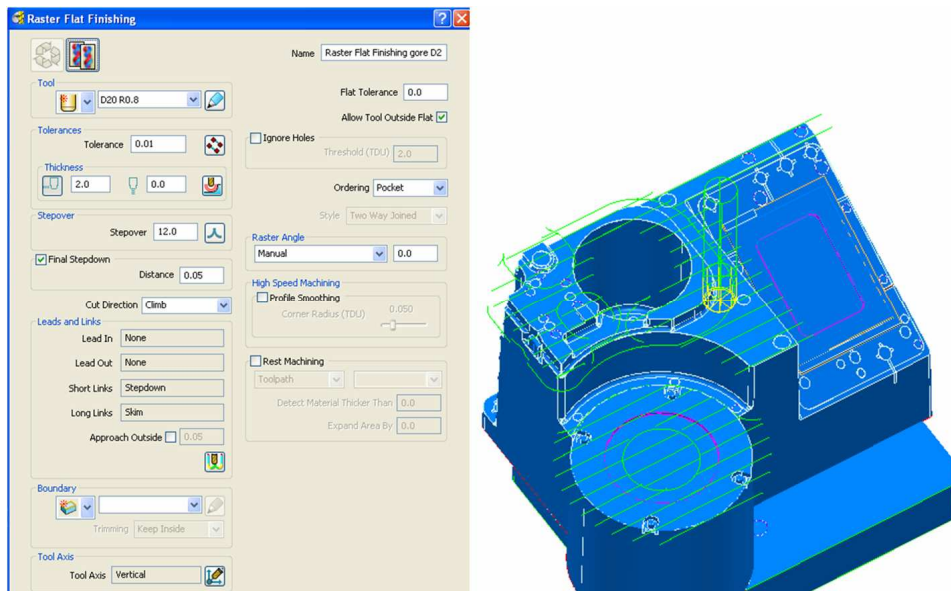 Raster Flat Finishing
Name Raster Flat Finishing gore D2
Tool
D20 R0.8
Tolerances
Tolerance 0.01
Thickness
2.0 0.0
Stepover
Stepover 12.0
Final Stepdown
Distance 0.05
Cut Direction Climb
Leads and Links
Lead In None
Lead Out None
Short Links Stepdown
Long Links Skim
Approach Outside 0.05
Boundary
Trimming Keep Inside
Tool Axis
Tool Axis Vertical
Flat Tolerance 0.0
Allow Tool Outside Flat
Ignore Holes
Threshold (TDU) 2.0
Ordering Pocket
Style Two Way Joined
Raster Angle
Manual 0.0
High Speed Machining
Profile Smoothing
Corner Radius (TDU) 0.050
Rest Machining
Toolpath
Detect Material Thicker Than 0.0
Expand Area By 0.0